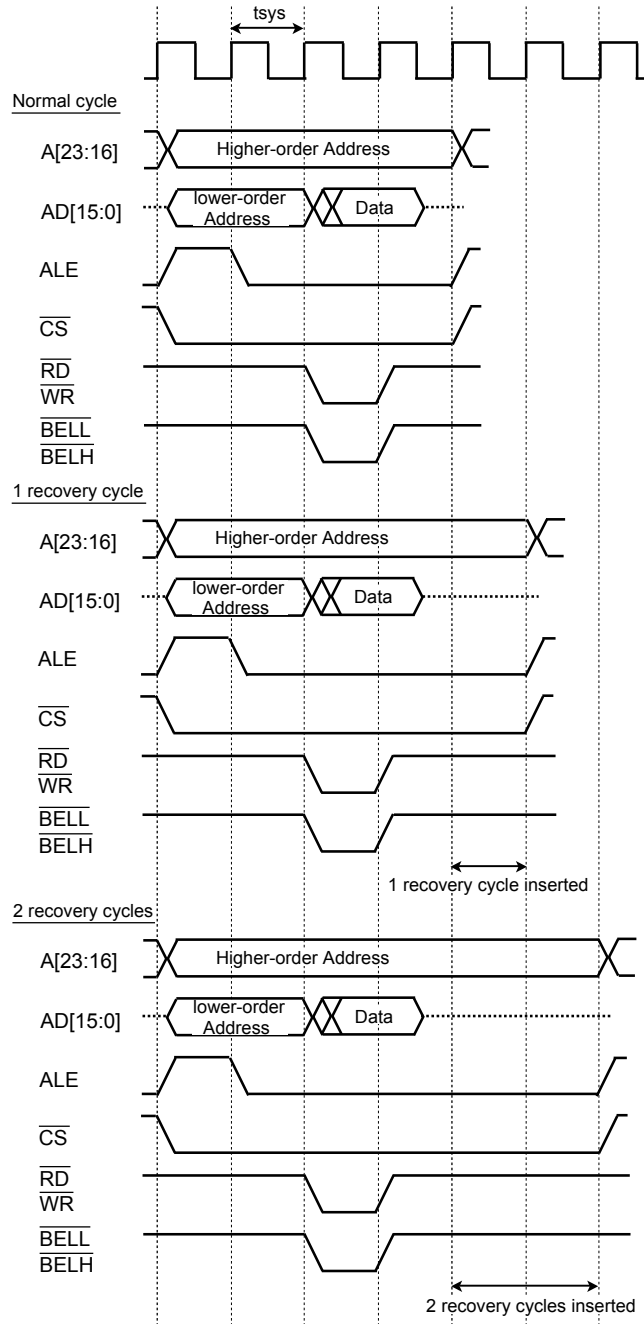 tsys
Normal cycle
A[23:16]
Higher-order Address
AD[15:0]
lower-order
Address
Data
ALE
CS
RD
WR
BELL
BELH
1 recovery cycle
A[23:16]
Higher-order Address
AD[15:0]
lower-order
Address
Data
ALE
CS
RD
WR
BELL
BELH
1 recovery cycle inserted
2 recovery cycles
A[23:16]
Higher-order Address
AD[15:0]
lower-order
Address
Data
ALE
CS
RD
WR
BELL
BELH
2 recovery cycles inserted